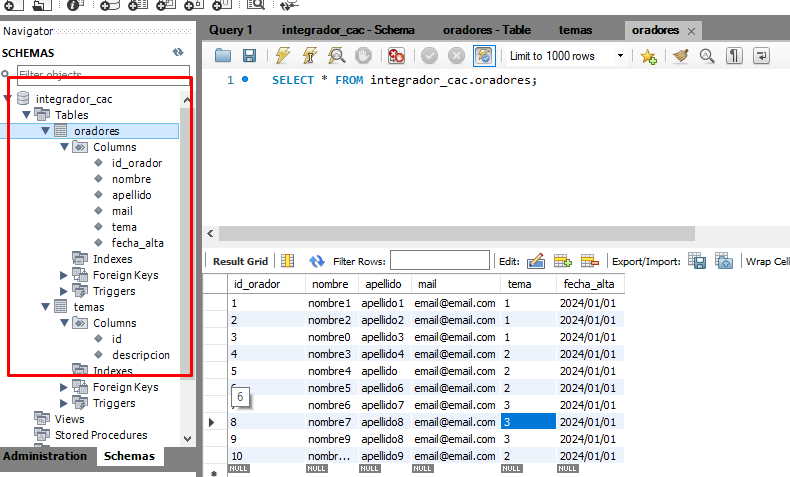 Navigator
SCHEMAS
Filter objects
integrador_cac
Tables
oradores
Columns
id_orador
nombre
apellido
mail
tema
fecha_alta
Indexes
Foreign Keys
Triggers
temas
Columns
id
descripcion
Indexes
Foreign Keys
Triggers
Views
Stored Procedures
Administration Schemas
Query 1 integrador_cac - Schema oradores - Table temas oradores
Limit to 1000 rows
1 SELECT * FROM integrador_cac.oradores;
Result Grid Filter Rows: Edit: Export/Import: Wrap Cell
id_orador nombre apellido mail tema fecha_alta
1 nombre1 apellido1 email@email.com 1 2024/01/01
2 nombre2 apellido2 email@email.com 1 2024/01/01
3 nombre0 apellido3 email@email.com 1 2024/01/01
4 nombre3 apellido4 email@email.com 2 2024/01/01
5 nombre4 apellido email@email.com 2 2024/01/01
6 nombre5 apellido6 email@email.com 2 2024/01/01
nombre6 apellido7 email@email.com 3 2024/01/01
8 nombre7 apellido8 email@email.com 3 2024/01/01
9 nombre9 apellido8 email@email.com 3 2024/01/01
10 nombr... apellido9 email@email.com 2 2024/01/01
NULL NULL NULL NULL NULL NULL